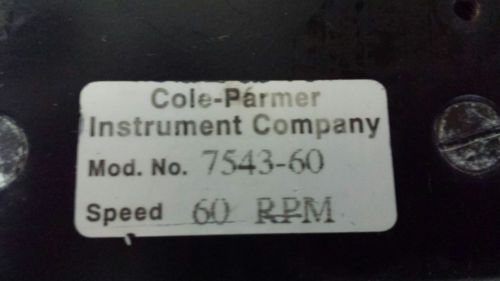 Cole-Parmer
Instrument Company
Mod. No. 7543-60
Speed 60 RPM